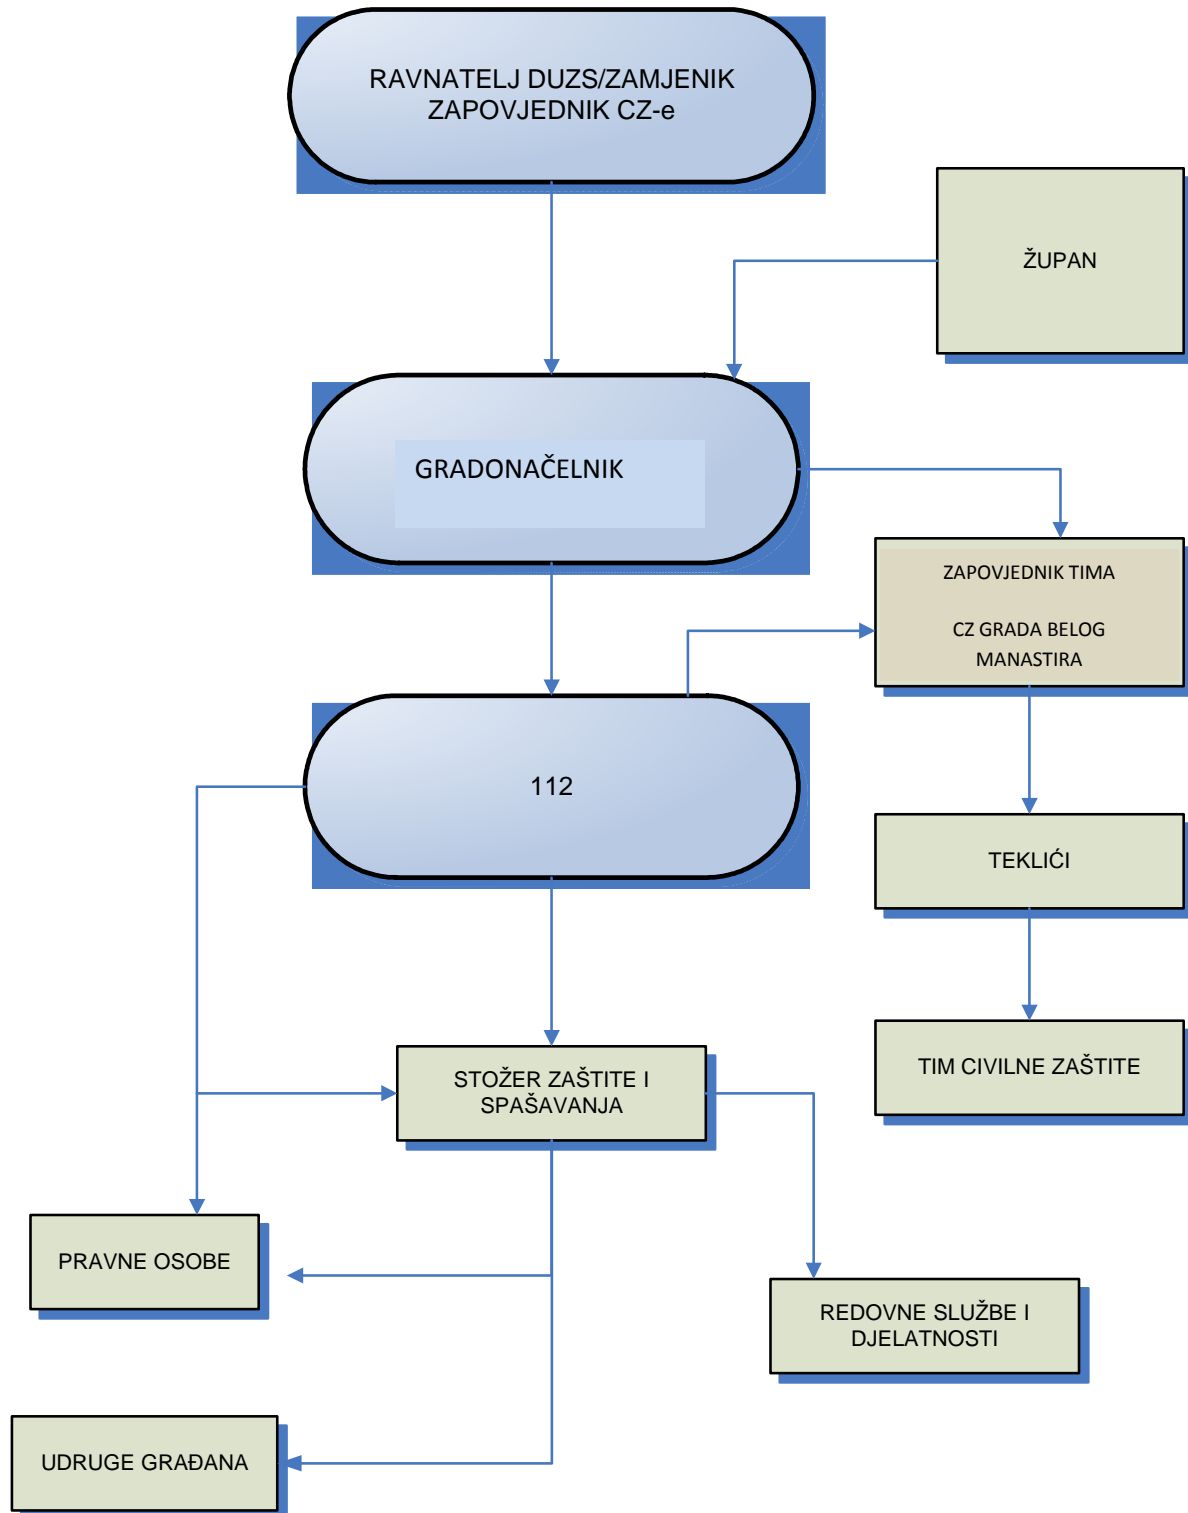 RAVNATELJ DUZS/ZAMJENIK
ZAPOVJEDNIK CZ-e
ŽUPAN
GRADONAČELNIK
ZAPOVJEDNIK TIMA
CZ GRADA BELOG
MANASTIRA
112
TEKLIĆI
TIM CIVILNE ZAŠTITE
STOŽER ZAŠTITE I
SPAŠAVANJA
PRAVNE OSOBE
REDOVNE SLUŽBE I
DJELATNOSTI
UDRUGE GRAĐANA